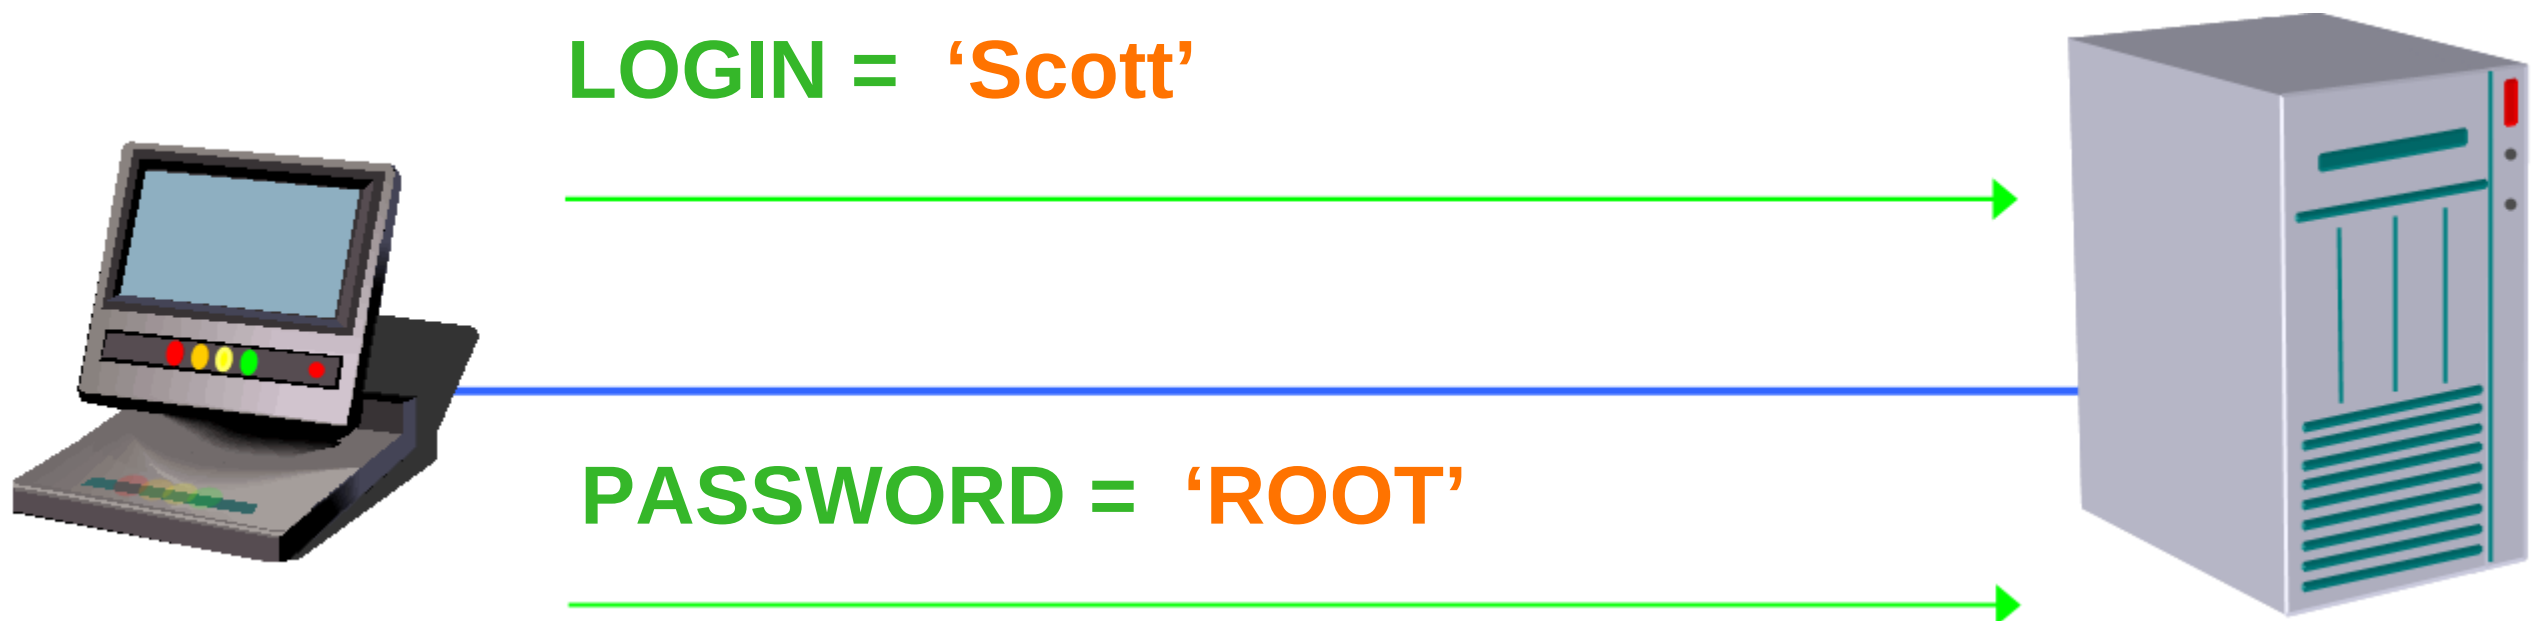 LOGIN = ‘Scott’
PASSWORD = ‘ROOT’